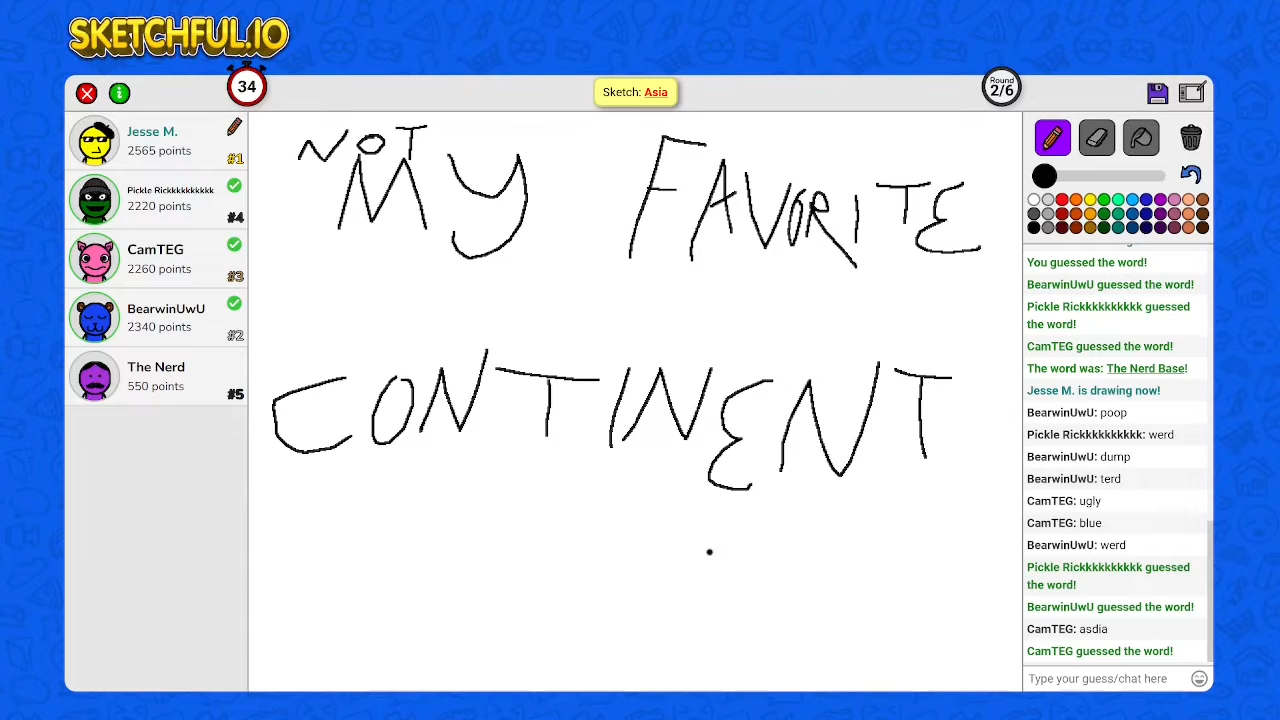 SKETCHFUL.IO
34
Sketch: Asia
Round
2/6
Jesse M.
2565 points
#1
Pickle Rickkkkkkkkkk
2220 points
#4
CamTEG
2260 points
#3
BearwinUwU
2340 points
#2
The Nerd
550 points
#5
NOT
MY FAVORITE
CONTINENT
You guessed the word!
BearwinUwU guessed the word!
Pickle Rickkkkkkkkkk guessed
the word!
CamTEG guessed the word!
The word was: The Nerd Base!
Jesse M. is drawing now!
BearwinUwU: poop
Pickle Rickkkkkkkkkk: werd
BearwinUwU: dump
BearwinUwU: terd
CamTEG: ugly
CamTEG: blue
BearwinUwU: werd
Pickle Rickkkkkkkkkk guessed
the word!
BearwinUwU guessed the word!
CamTEG: asdia
CamTEG guessed the word!
Type your guess/chat here